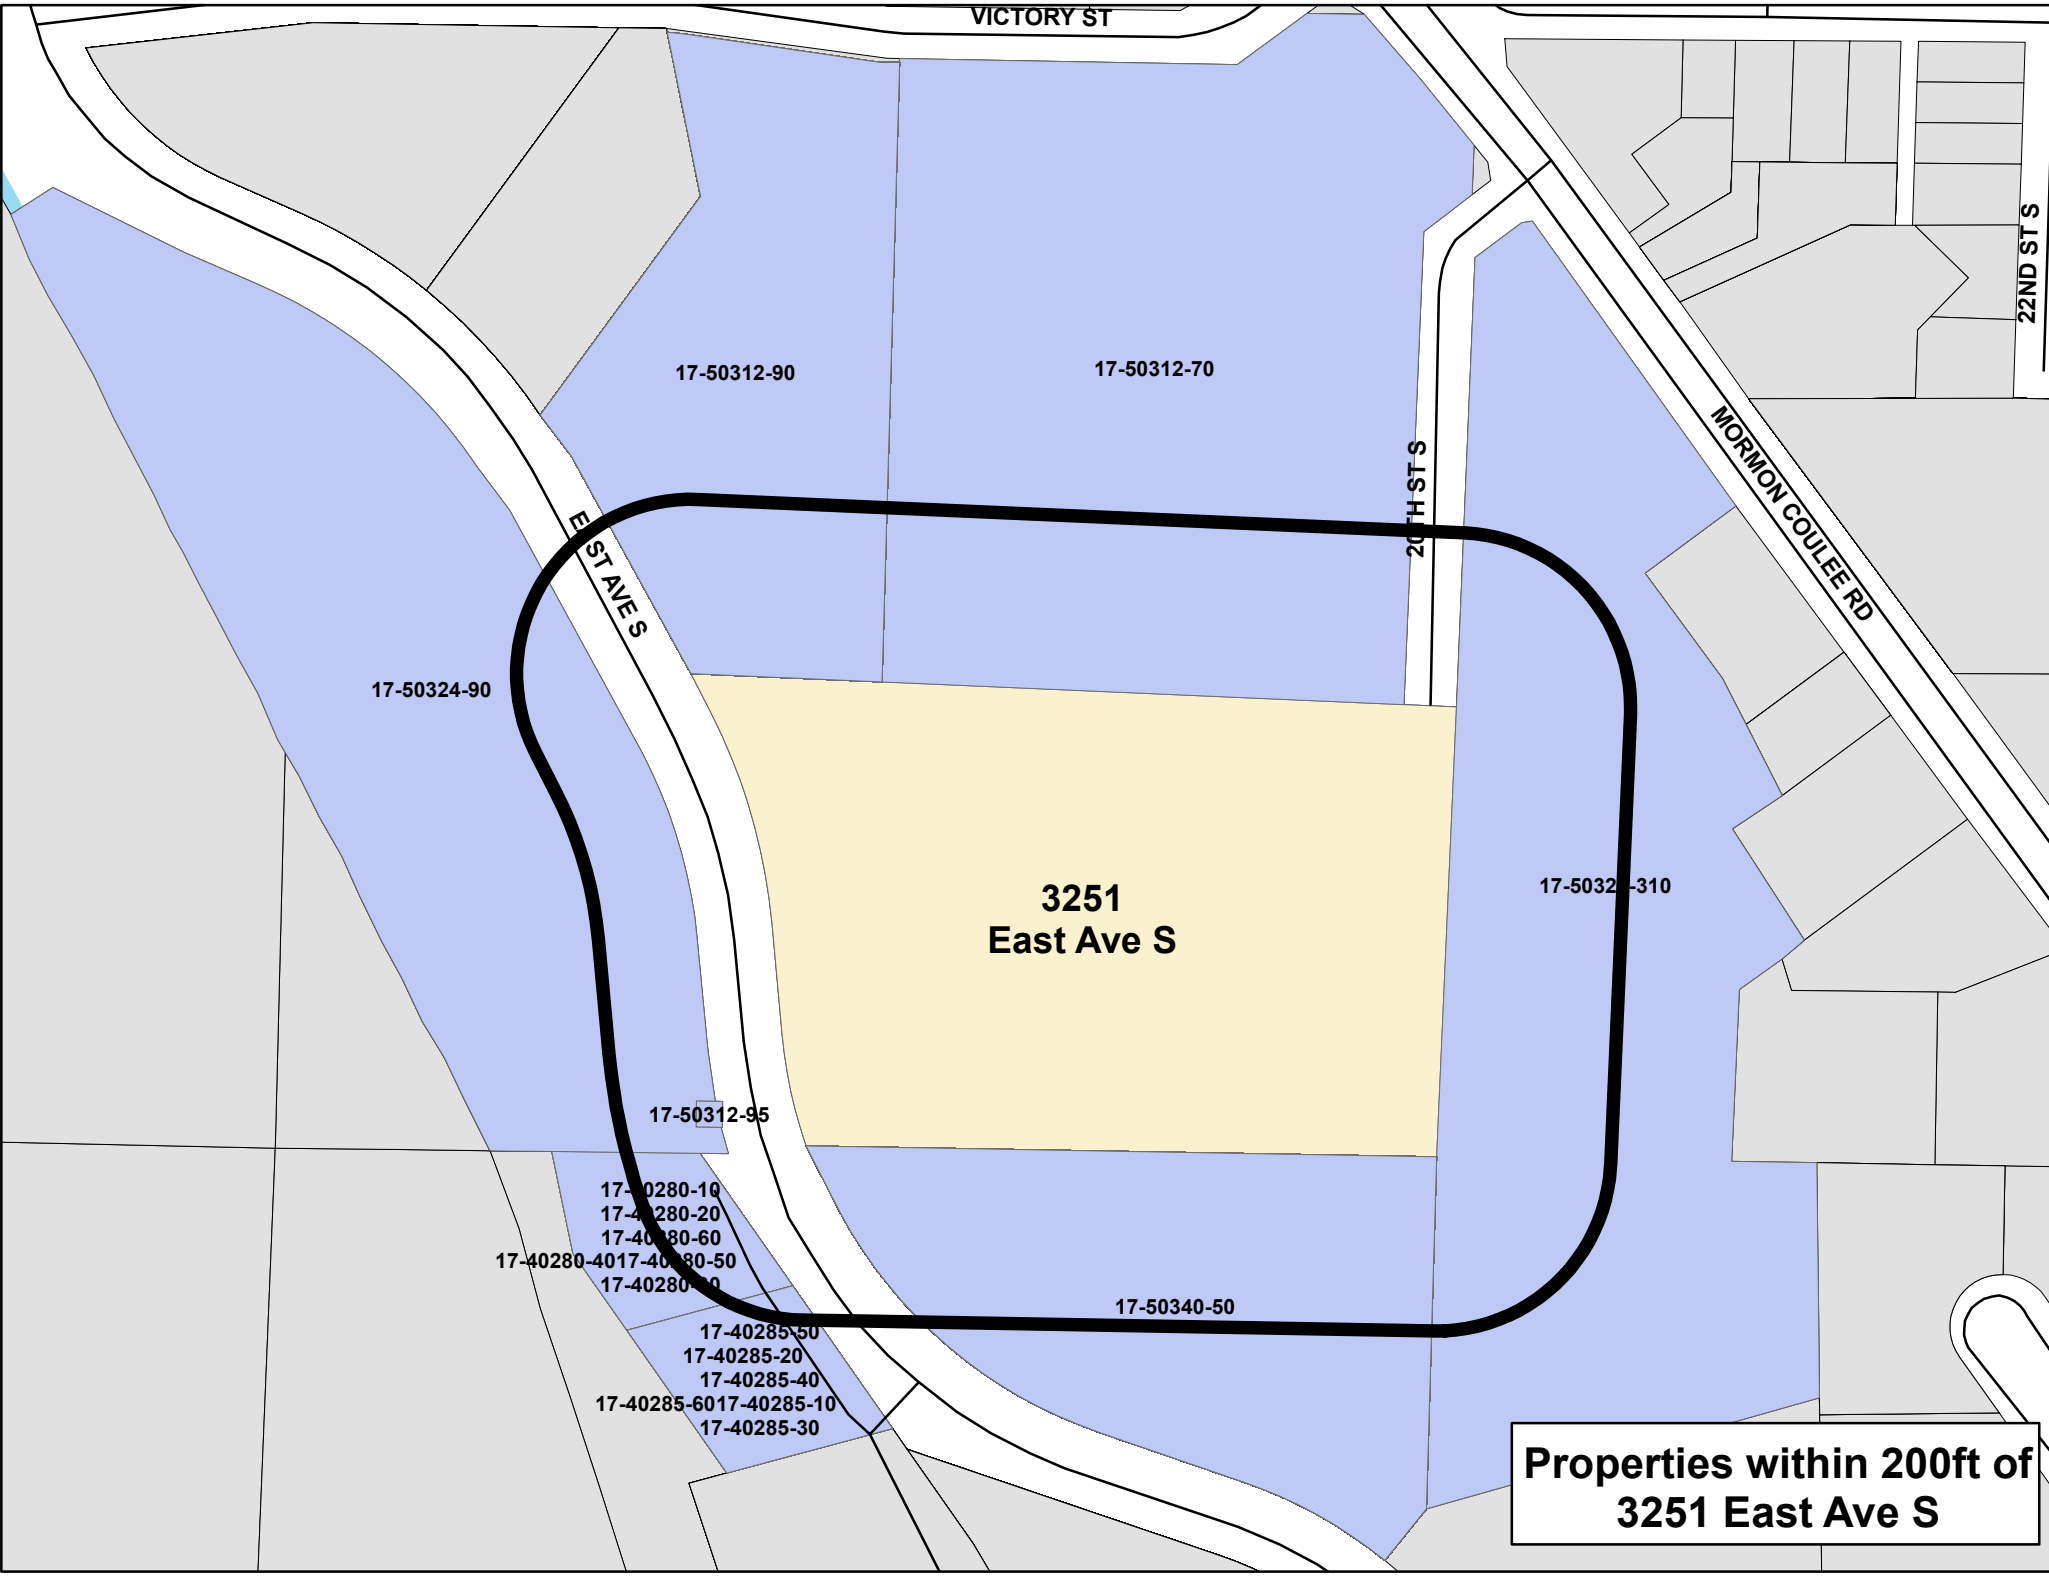 VICTORY ST
22ND ST S
17-50312-90
17-50312-70
MORMON COULEE RD
20TH ST S
EAST AVE S
17-50324-90
3251
East Ave S
17-50312-95
17-40280-10
17-40280-20
17-40280-60
17-40280-4017-40280-50
17-50340-50
17-40285-50
17-40285-20
17-40285-40
17-40285-6017-40285-10
17-40285-30
Properties within 200ft of
3251 East Ave S